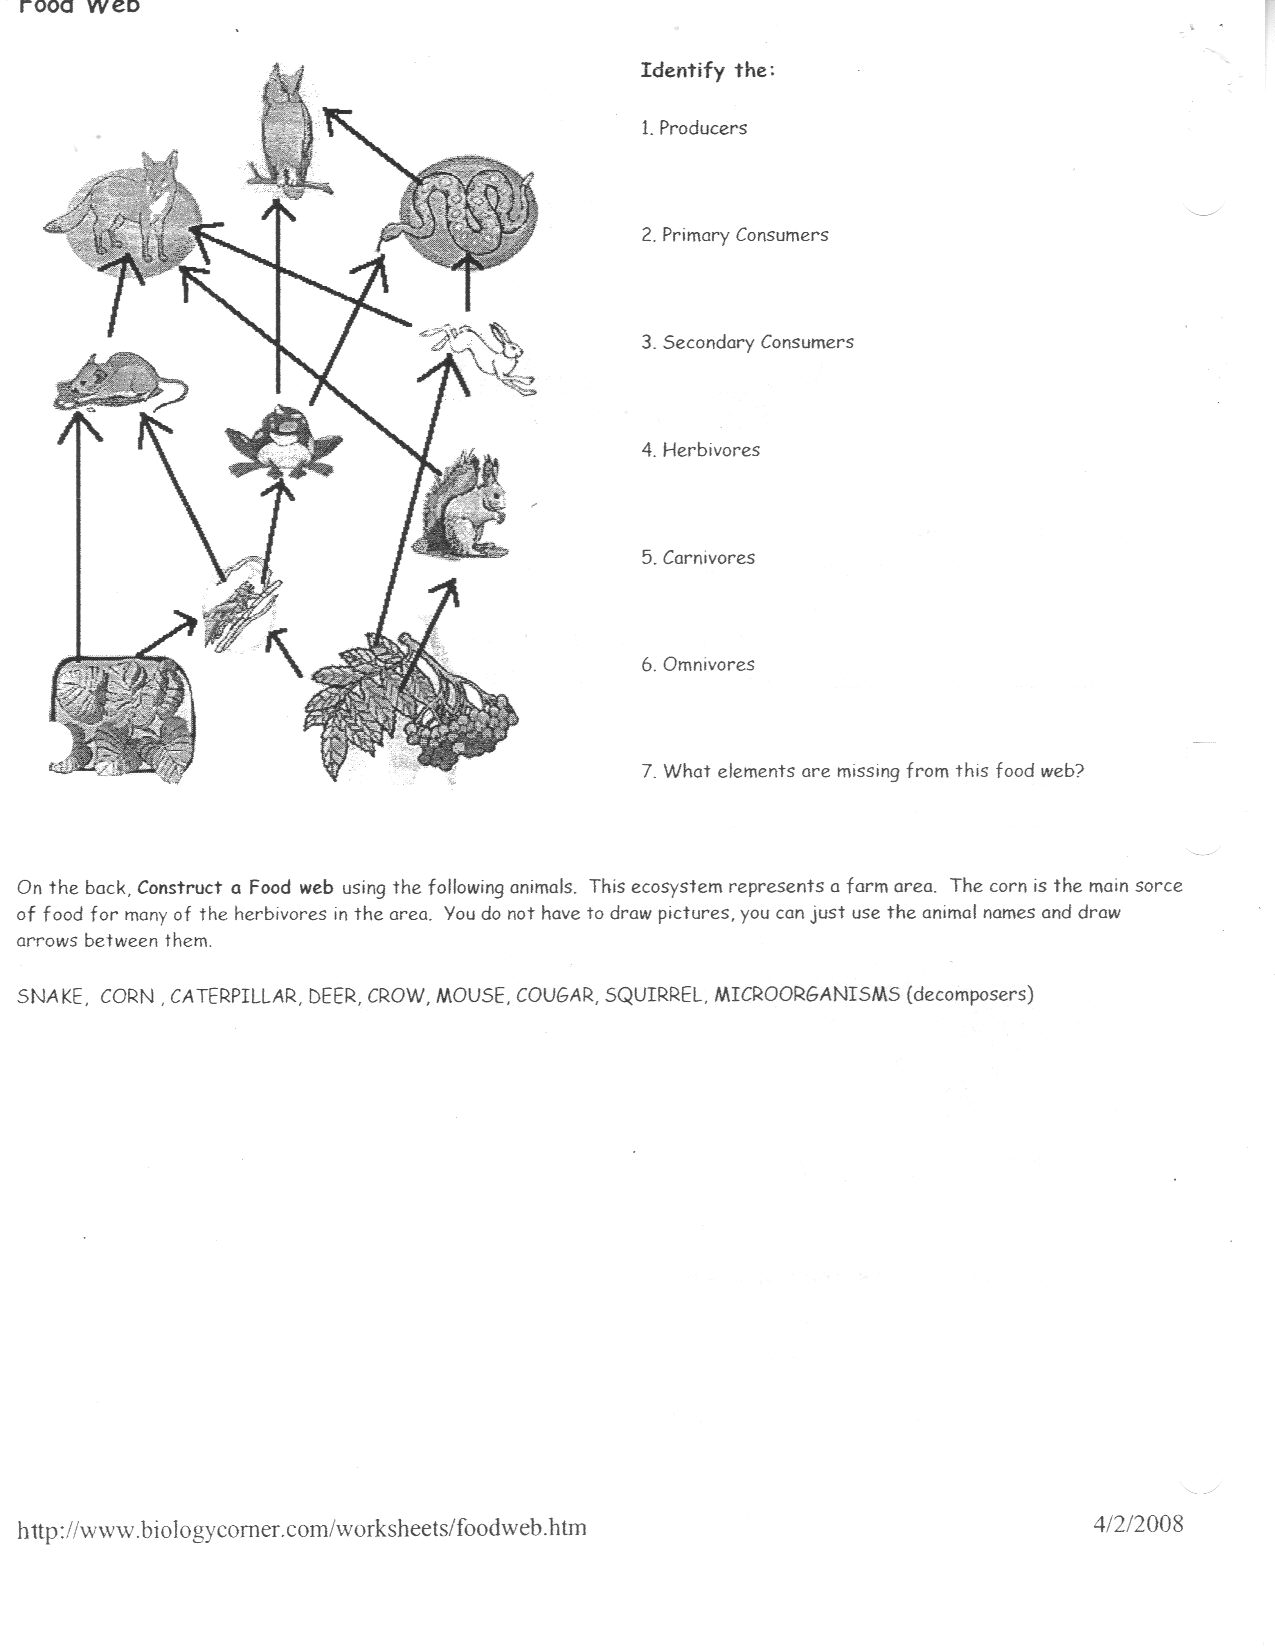 Food Web
Identify the:
1. Producers
2. Primary Consumers
3. Secondary Consumers
4. Herbivores
5. Carnivores
6. Omnivores
7. What elements are missing from this food web?
On the back, Construct a Food web using the following animals. This ecosystem represents a farm area. The corn is the main sorce
of food for many of the herbivores in the area. You do not have to draw pictures, you can just use the animal names and draw
arrows between them.
SNAKE, CORN , CATERPILLAR, DEER, CROW, MOUSE, COUGAR, SQUIRREL, MICROORGANISMS (decomposers)
http://www.biologycorner.com/worksheets/foodweb.htm
4/2/2008